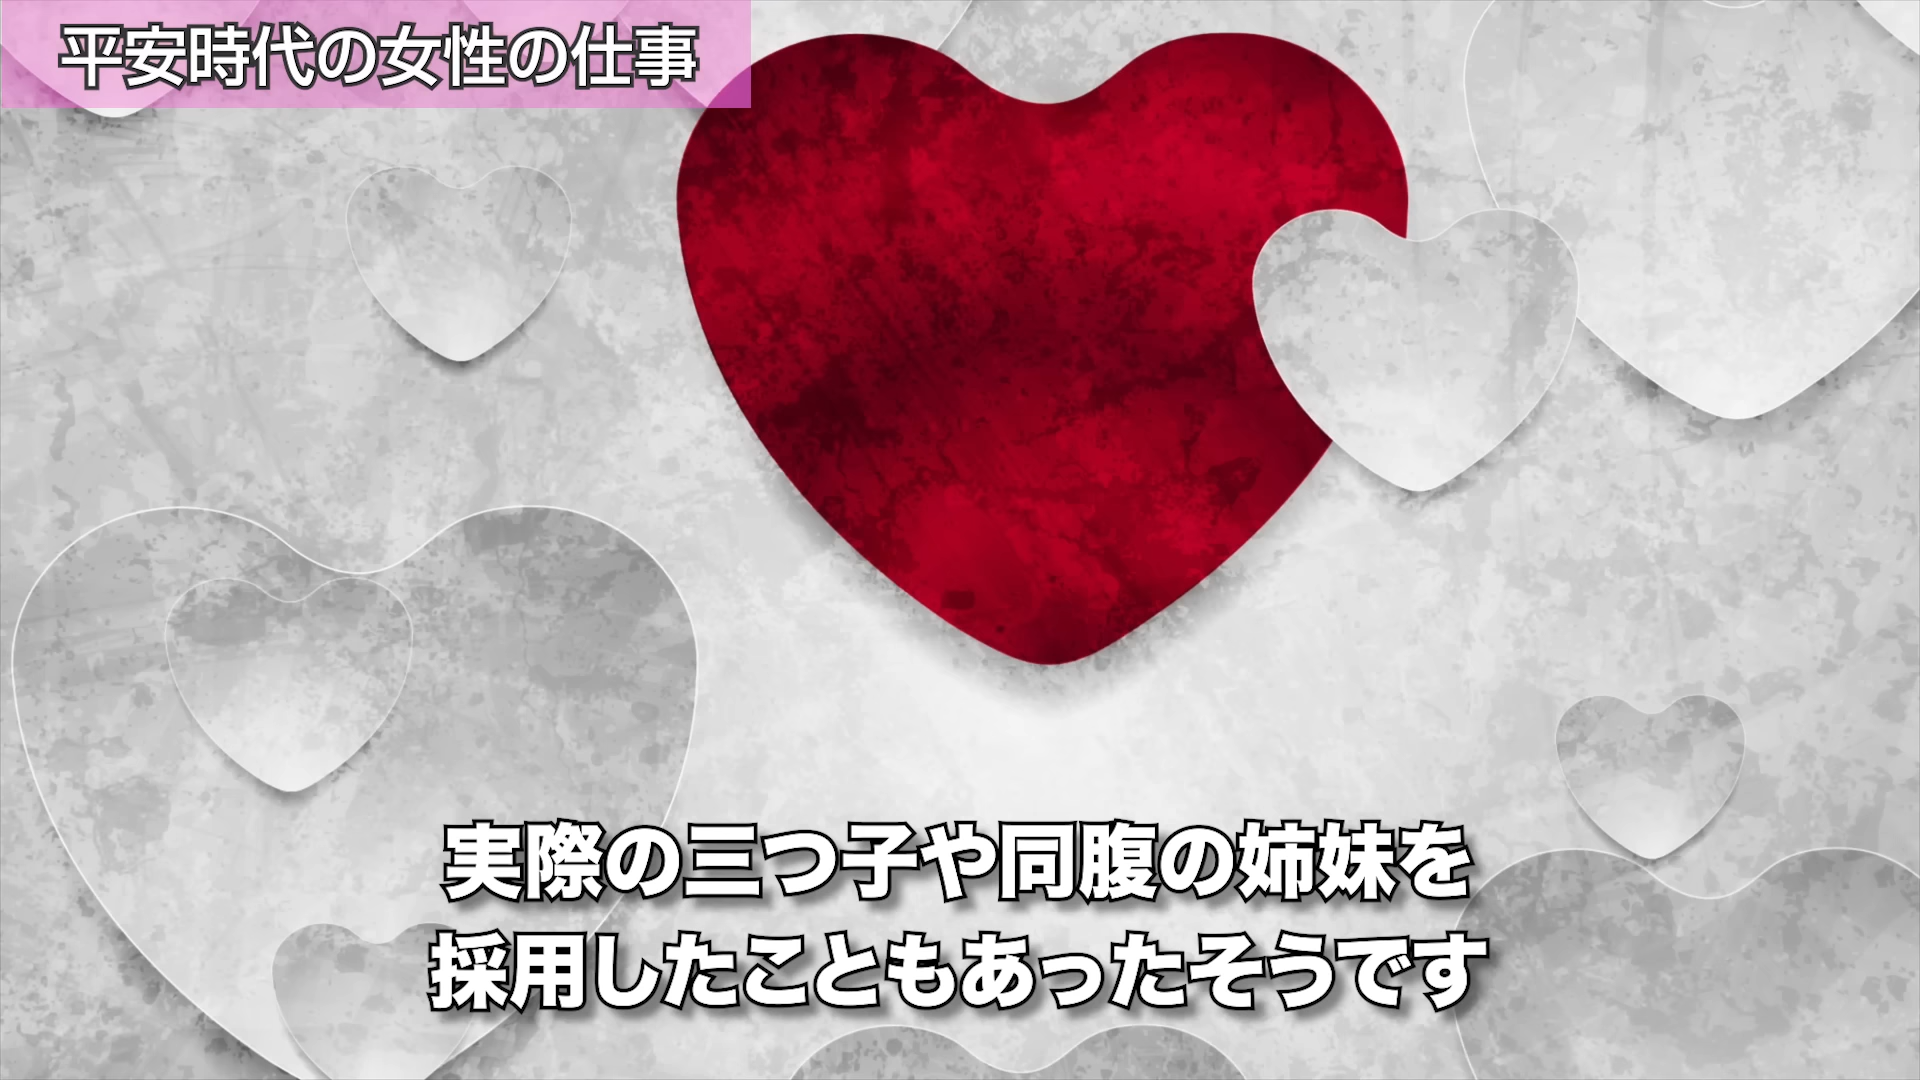 平安時代の女性の仕事
実際の三つ子や同腹の姉妹を
採用したこともあったそうです